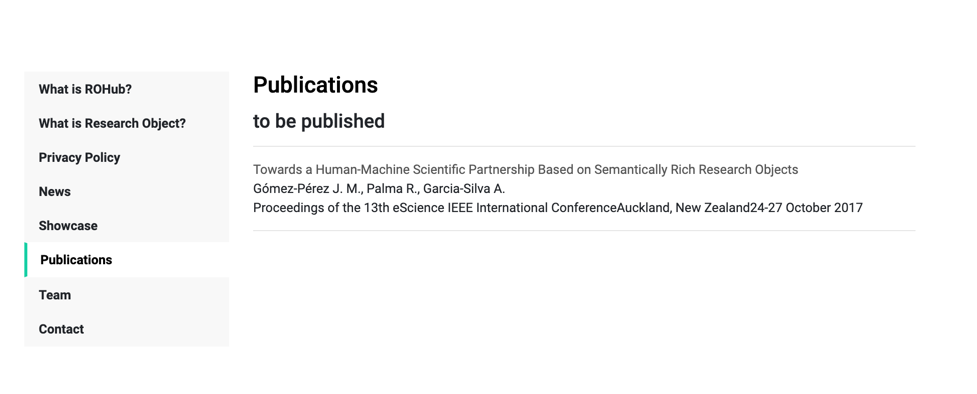 What is ROHub?
What is Research Object?
Privacy Policy
News
Showcase
Publications
Team
Contact
Publications
to be published
Towards a Human-Machine Scientific Partnership Based on Semantically Rich Research Objects
Gómez-Pérez J. M., Palma R., Garcia-Silva A.
Proceedings of the 13th eScience IEEE International ConferenceAuckland, New Zealand24-27 October 2017